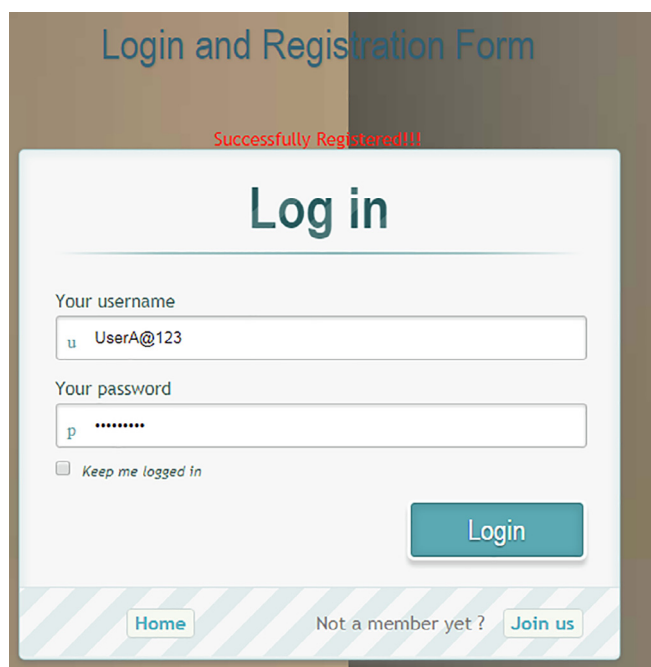 Login and Registration Form
Successfully Registered!!!
Log in
Your username
u UserA@123
Your password
p •••••••••
Keep me logged in
Login
Home Not a member yet ? Join us